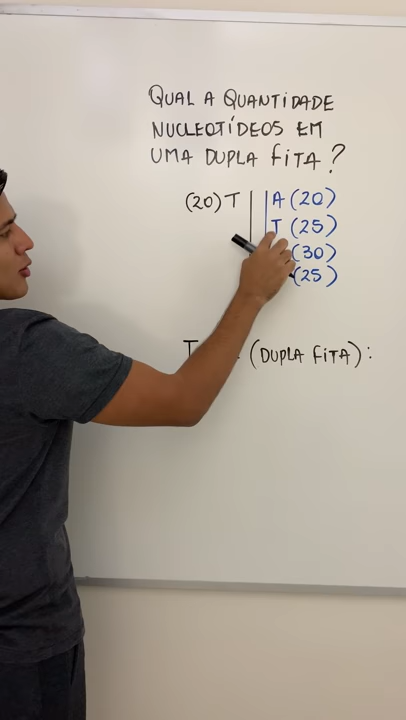 QUAL A QUANTIDADE
NUCLEOTÍDEOS EM
UMA DUPLA FITA?
(20) T A (20)
T (25)
(30)
(25)
T (DUPLA FITA):